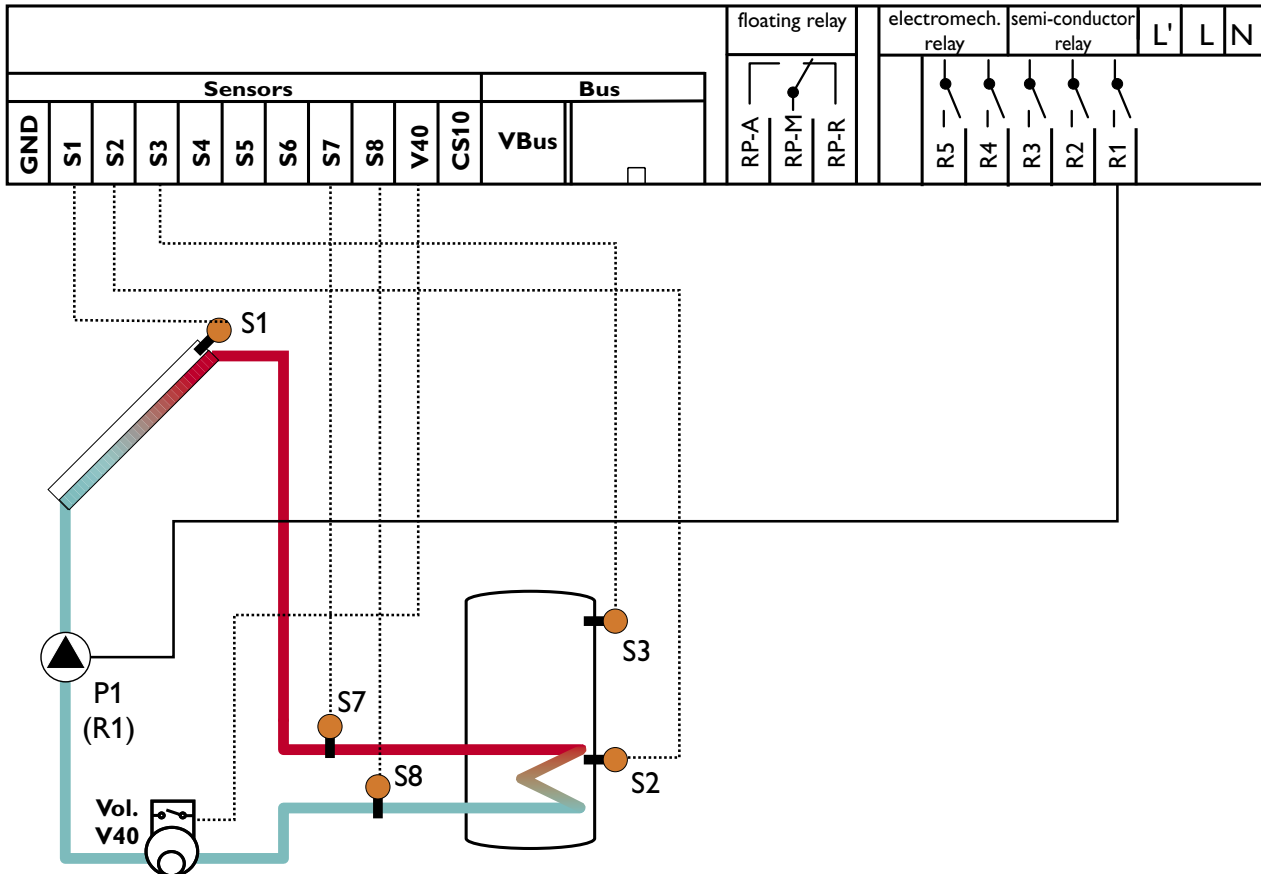 floating relay
electromech. relay
semi-conductor relay
L' L N
Sensors
Bus
GND S1 S2 S3 S4 S5 S6 S7 S8 V40 CS10
VBus
RP-A RP-M RP-R
R5 R4 R3 R2 R1
S1
S3
P1
(R1)
S7
S2
S8
Vol.
V40